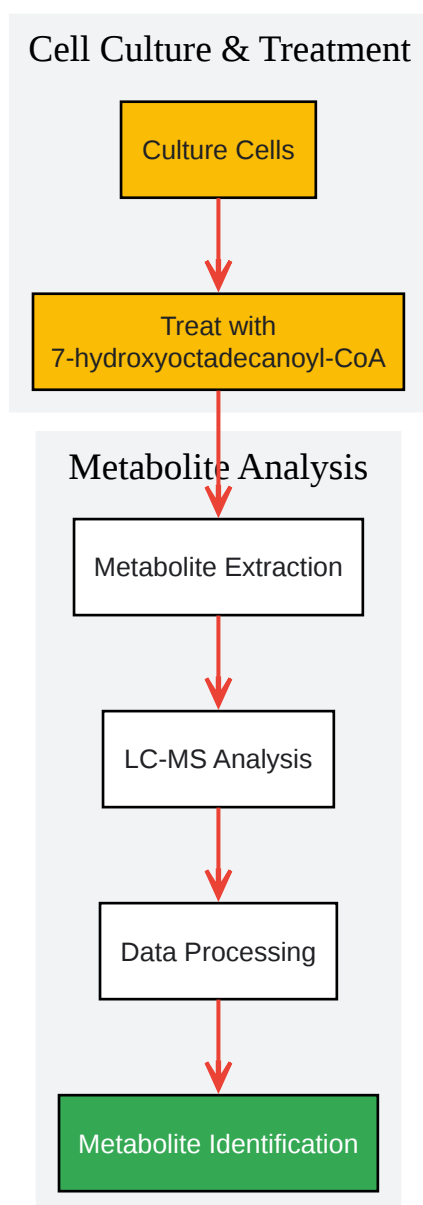 Cell Culture & Treatment
Culture Cells
Treat with
7-hydroxyoctadecanoyl-CoA
Metabolite Analysis
Metabolite Extraction
LC-MS Analysis
Data Processing
Metabolite Identification